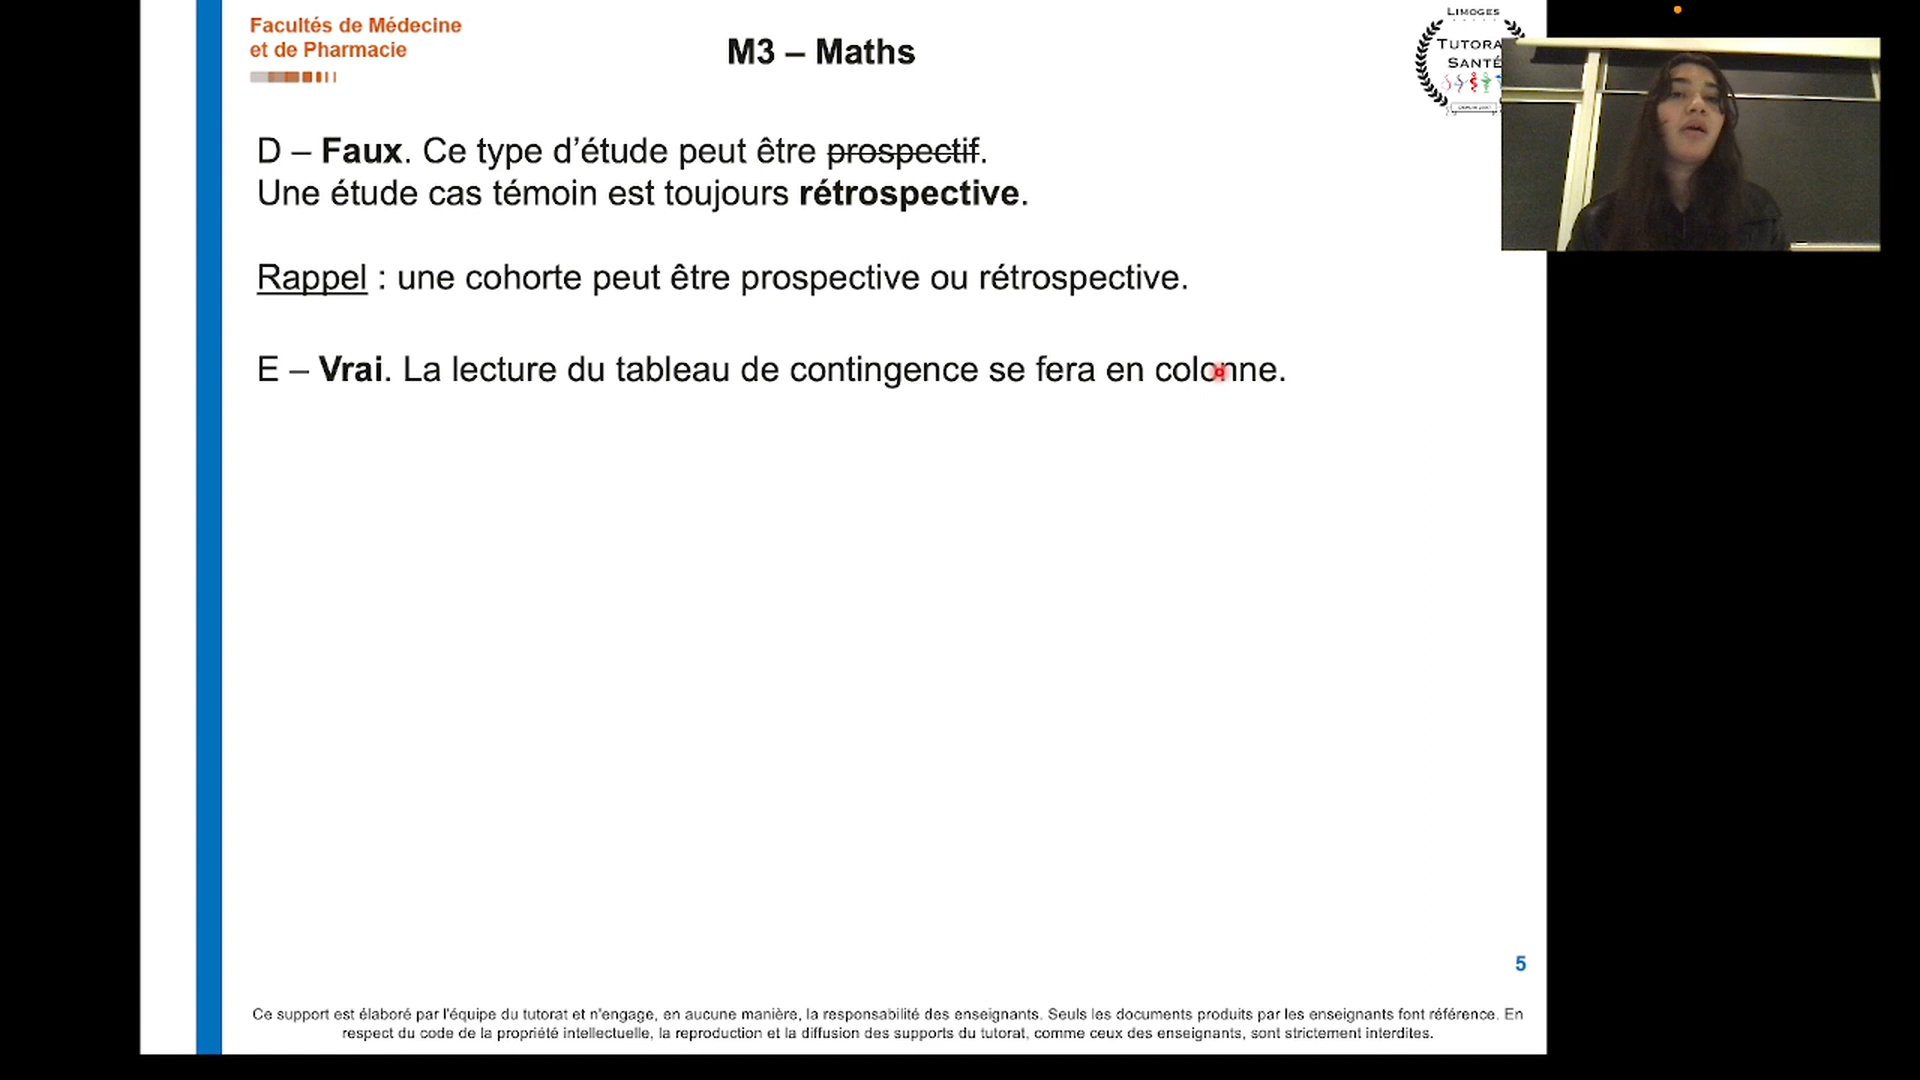 Facultés de Médecine
et de Pharmacie
M3 – Maths
LIMOGES
TUTORA
SANTÉ
D – Faux. Ce type d’étude peut être prospectif.
Une étude cas témoin est toujours rétrospective.
Rappel : une cohorte peut être prospective ou rétrospective.
E – Vrai. La lecture du tableau de contingence se fera en colonne.
5
Ce support est élaboré par l'équipe du tutorat et n'engage, en aucune manière, la responsabilité des enseignants. Seuls les documents produits par les enseignants font référence. En
respect du code de la propriété intellectuelle, la reproduction et la diffusion des supports du tutorat, comme ceux des enseignants, sont strictement interdites.